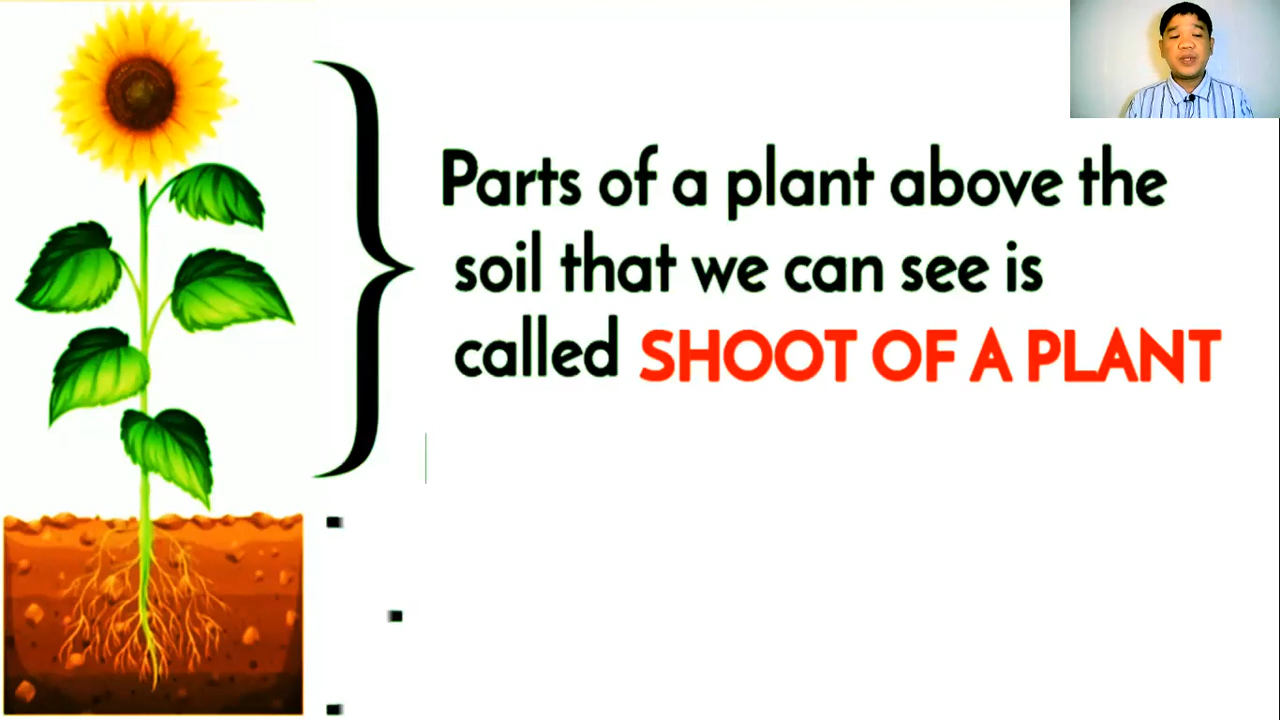 Parts of a plant above the
soil that we can see is
called SHOOT OF A PLANT